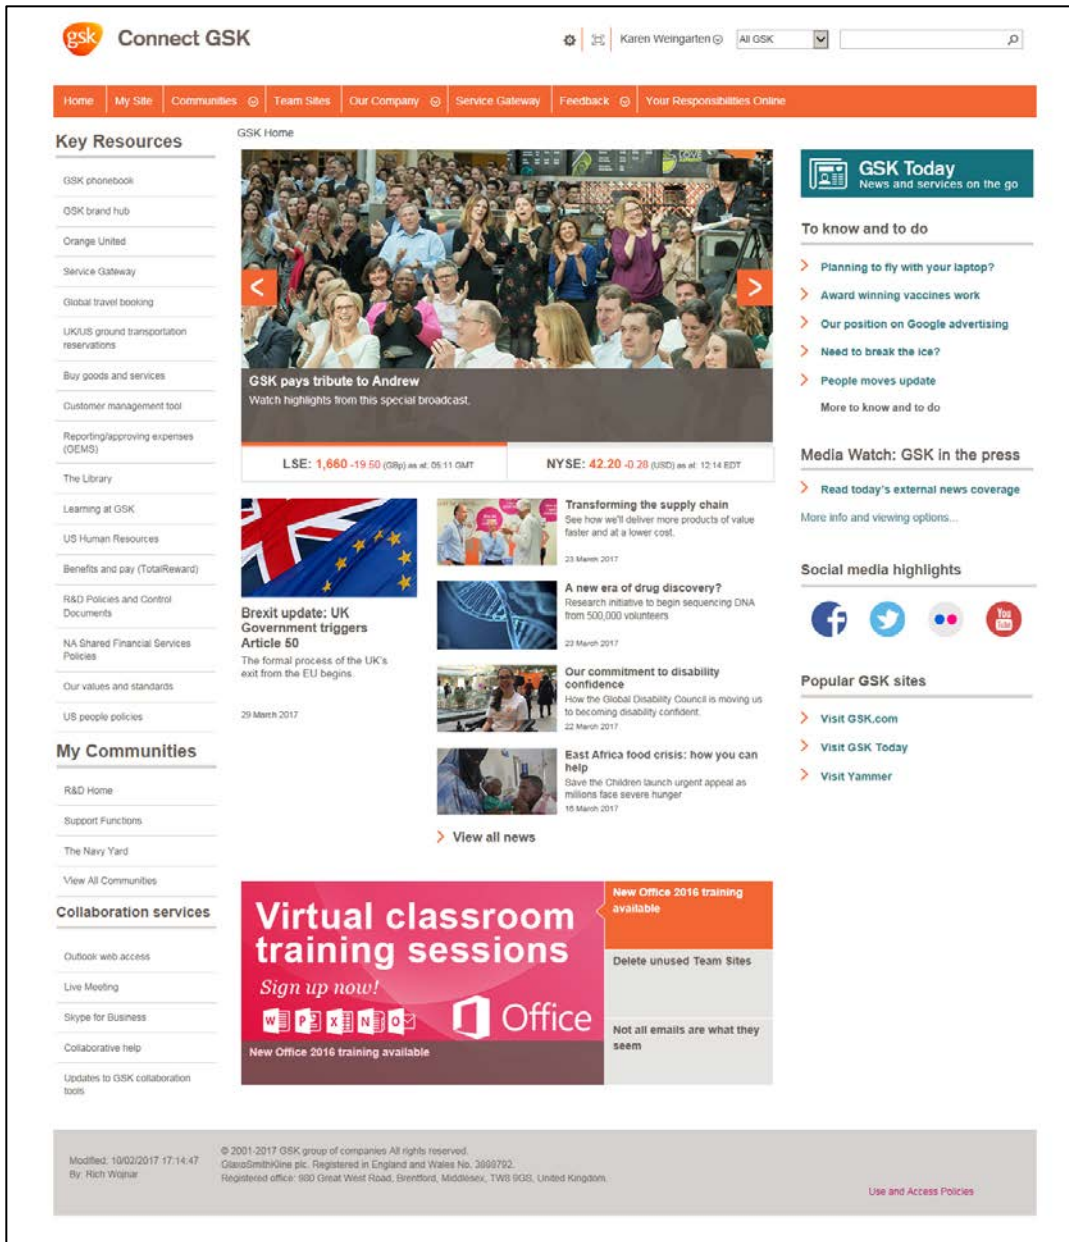 gsk Connect GSK
Karen Weingarten
All GSK
Home
My Site
Communities
Team Sites
Our Company
Service Gateway
Feedback
Your Responsibilities Online
Key Resources
GSK phonebook
GSK brand hub
Orange United
Service Gateway
Global travel booking
UK/US ground transportation
reservations
Buy goods and services
Customer management tool
Reporting/approving expenses
(GEMS)
The Library
Learning at GSK
US Human Resources
Benefits and pay (TotalReward)
R&D Policies and Control
Documents
NA Shared Financial Services
Policies
Our values and standards
US people policies
My Communities
R&D Home
Support Functions
The Navy Yard
View All Communities
Collaboration services
Outlook web access
Live Meeting
Skype for Business
Collaborative help
Updates to GSK collaboration
tools
GSK Home
GSK pays tribute to Andrew
Watch highlights from this special broadcast.
LSE: 1,660 -19.50 (GBp) as at: 05:11 GMT
NYSE: 42.20 -0.28 (USD) as at: 12:14 EDT
Brexit update: UK
Government triggers
Article 50
The formal process of the UK's
exit from the EU begins.
29 March 2017
Transforming the supply chain
See how we'll deliver more products of value
faster and at a lower cost.
23 March 2017
A new era of drug discovery?
Research initiative to begin sequencing DNA
from 500,000 volunteers
23 March 2017
Our commitment to disability
confidence
How the Global Disability Council is moving us
to becoming disability confident.
22 March 2017
East Africa food crisis: how you can
help
Save the Children launch urgent appeal as
millions face severe hunger
16 March 2017
View all news
Virtual classroom
training sessions
Sign up now!
Office
New Office 2016 training available
New Office 2016 training
available
Delete unused Team Sites
Not all emails are what they
seem
GSK Today
News and services on the go
To know and to do
Planning to fly with your laptop?
Award winning vaccines work
Our position on Google advertising
Need to break the ice?
People moves update
More to know and to do
Media Watch: GSK in the press
Read today's external news coverage
More info and viewing options...
Social media highlights
You
Tube
Popular GSK sites
Visit GSK.com
Visit GSK Today
Visit Yammer
Modified: 10/02/2017 17:14:47
By: Rich Wojnar
© 2001-2017 GSK group of companies All rights reserved.
GlaxoSmithKline plc. Registered in England and Wales No. 3888792.
Registered office: 980 Great West Road, Brentford, Middlesex, TW8 9GS, United Kingdom.
Use and Access Policies